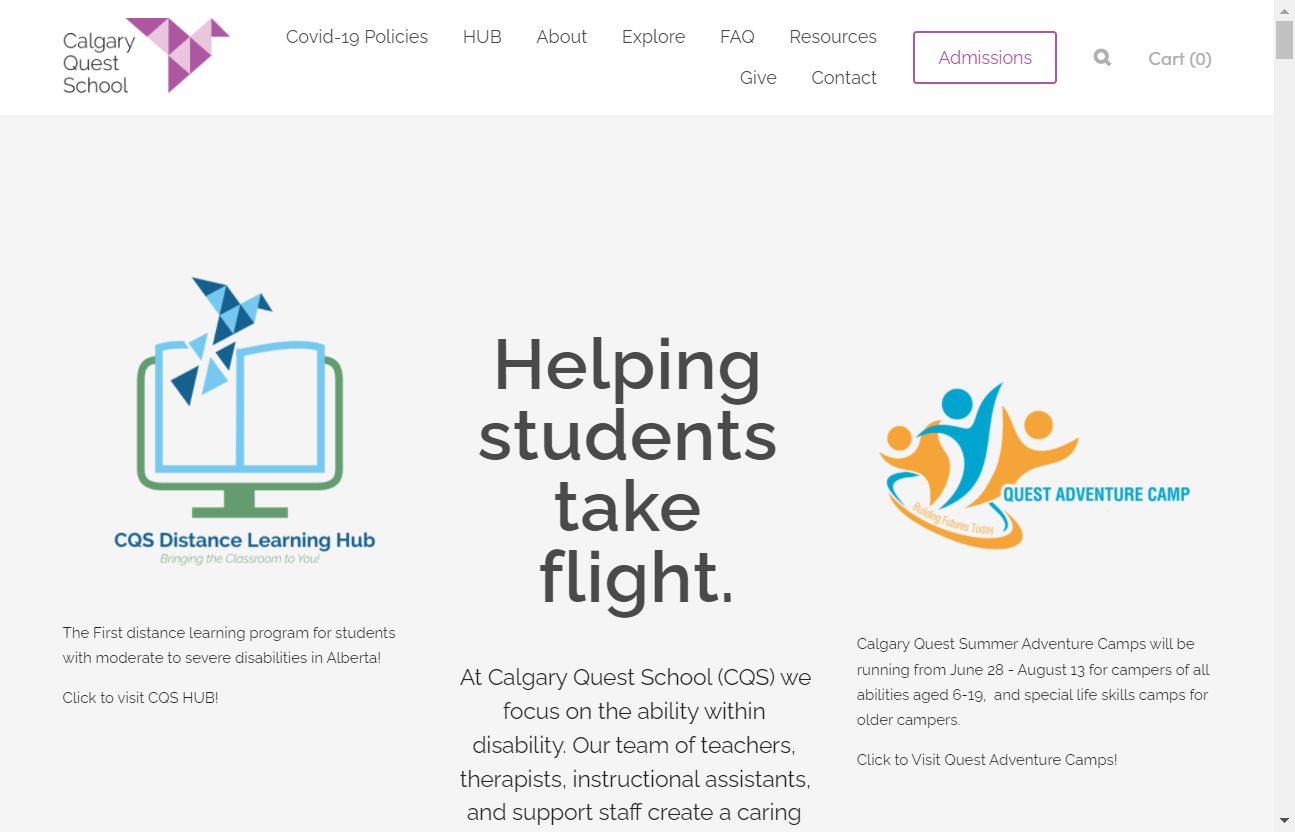 Calgary
Quest
School
Covid-19 Policies HUB About Explore FAQ Resources
Give Contact
Admissions
Cart (0)
CQS Distance Learning Hub
Bringing the Classroom to You!
The First distance learning program for students
with moderate to severe disabilities in Alberta!
Click to visit CQS HUB!
Helping
students
take
flight.
At Calgary Quest School (CQS) we
focus on the ability within
disability. Our team of teachers,
therapists, instructional assistants,
and support staff create a caring
QUEST ADVENTURE CAMP
Building Futures Today
Calgary Quest Summer Adventure Camps will be
running from June 28 - August 13 for campers of all
abilities aged 6-19, and special life skills camps for
older campers.
Click to Visit Quest Adventure Camps!